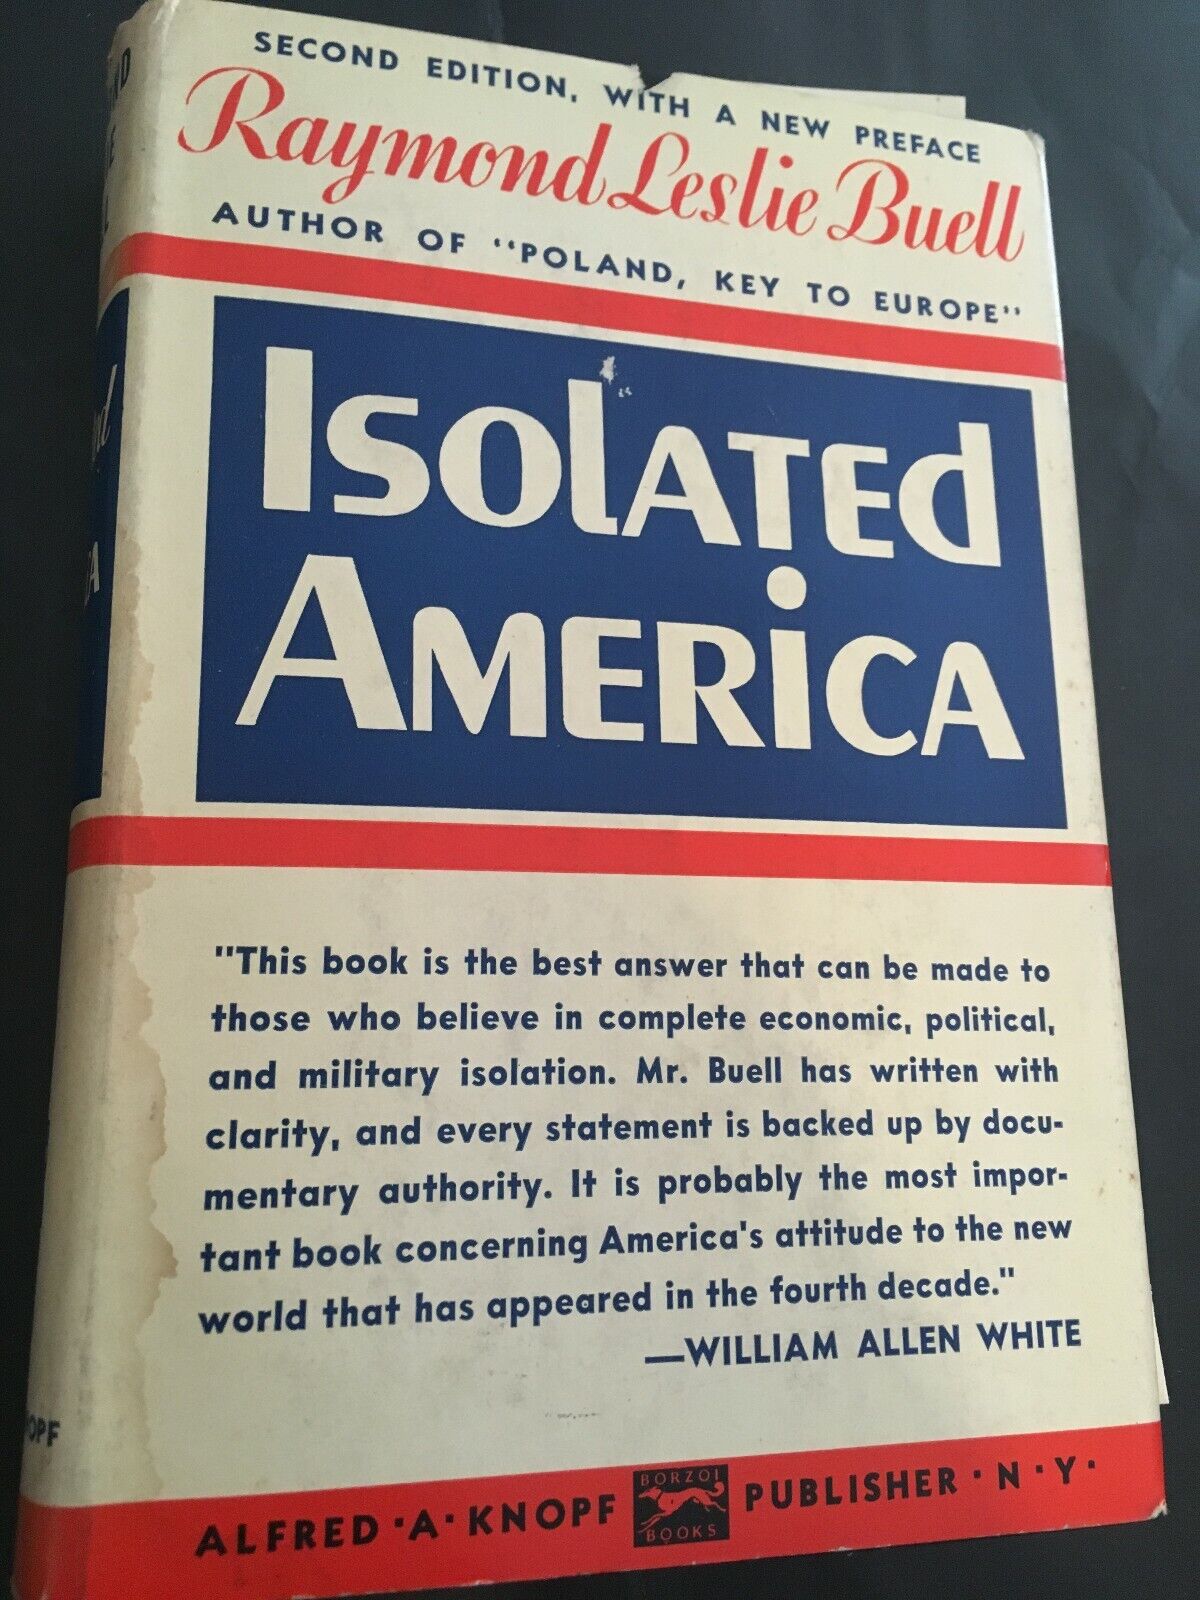 SECOND EDITION, WITH A NEW PREFACE
Raymond Leslie Buell
AUTHOR OF "POLAND, KEY TO EUROPE"
ISOLATED
AMERICA
"This book is the best answer that can be made to
those who believe in complete economic, political,
and military isolation. Mr. Buell has written with
clarity, and every statement is backed up by docu-
mentary authority. It is probably the most impor-
tant book concerning America's attitude to the new
world that has appeared in the fourth decade."
—WILLIAM ALLEN WHITE
ALFRED · A · KNOPF
BORZOI
BOOKS
PUBLISHER · N · Y ·